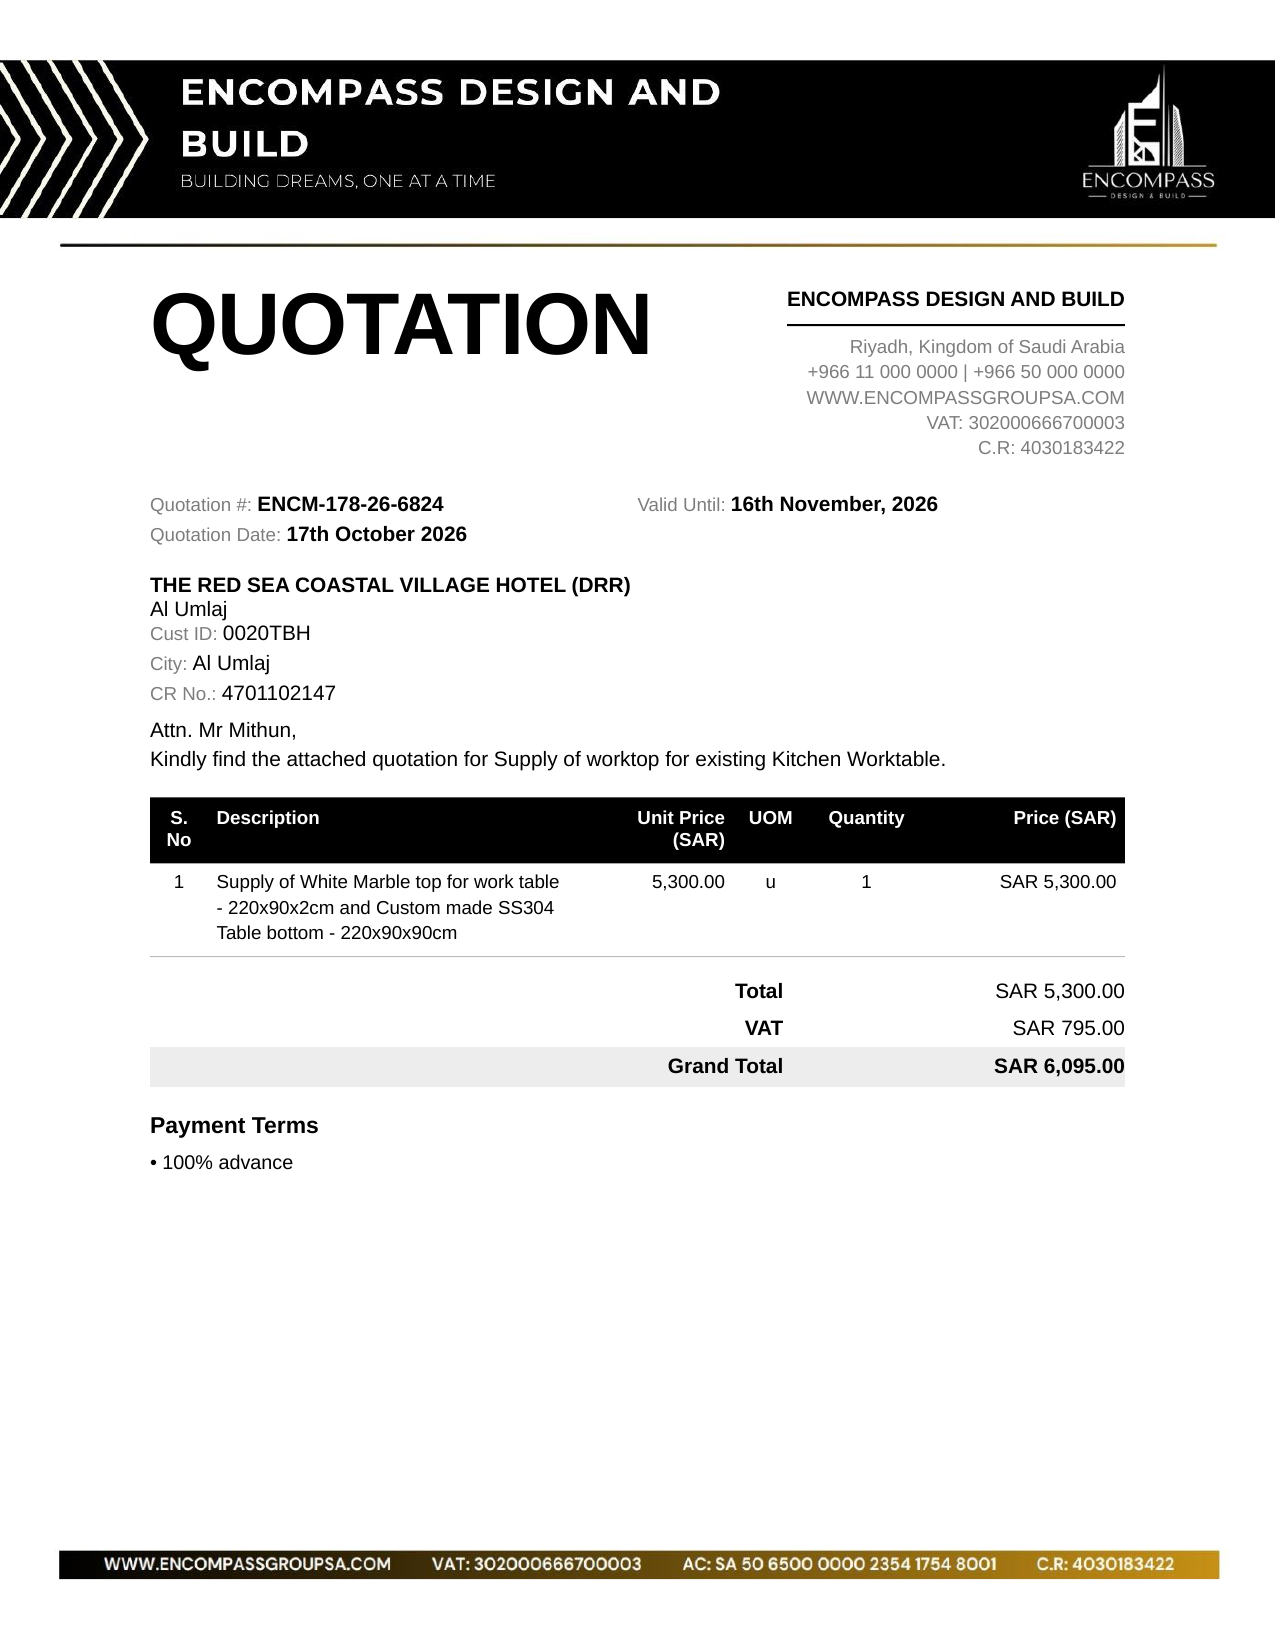 ENCOMPASS DESIGN AND
BUILD
BUILDING DREAMS, ONE AT A TIME
ENCOMPASS
DESIGN & BUILD
QUOTATION
ENCOMPASS DESIGN AND BUILD
Riyadh, Kingdom of Saudi Arabia
+966 11 000 0000 | +966 50 000 0000
WWW.ENCOMPASSGROUPSA.COM
VAT: 302000666700003
C.R: 4030183422
Quotation #: ENCM-178-26-6824 Valid Until: 16th November, 2026
Quotation Date: 17th October 2026
THE RED SEA COASTAL VILLAGE HOTEL (DRR)
Al Umlaj
Cust ID: 0020TBH
City: Al Umlaj
CR No.: 4701102147
Attn. Mr Mithun,
Kindly find the attached quotation for Supply of worktop for existing Kitchen Worktable.
S. Description Unit Price UOM Quantity Price (SAR)
No (SAR)
1 Supply of White Marble top for work table 5,300.00 u 1 SAR 5,300.00
- 220x90x2cm and Custom made SS304
Table bottom - 220x90x90cm
Total SAR 5,300.00
VAT SAR 795.00
Grand Total SAR 6,095.00
Payment Terms
• 100% advance
WWW.ENCOMPASSGROUPSA.COM VAT: 302000666700003 AC: SA 50 6500 0000 2354 1754 8001 C.R: 4030183422